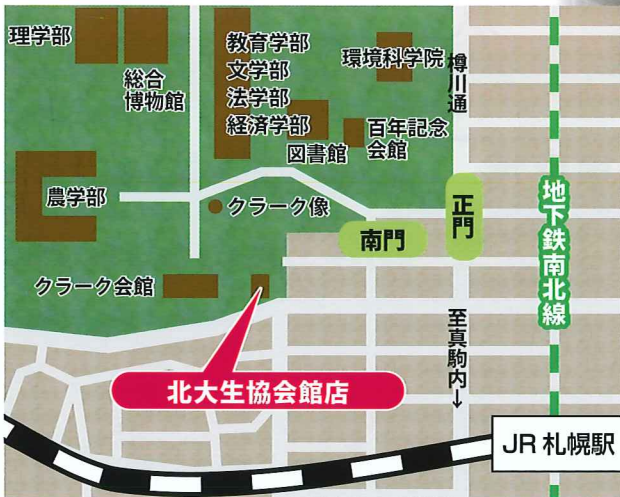 理学部
総合
博物館
教育学部
文学部
法学部
経済学部
図書館
環境科学院
百年記念
会館
樽川通
農学部
クラーク像
南門
正門
地下鉄南北線
クラーク会館
至真駒内↓
北大生協会館店
JR 札幌駅